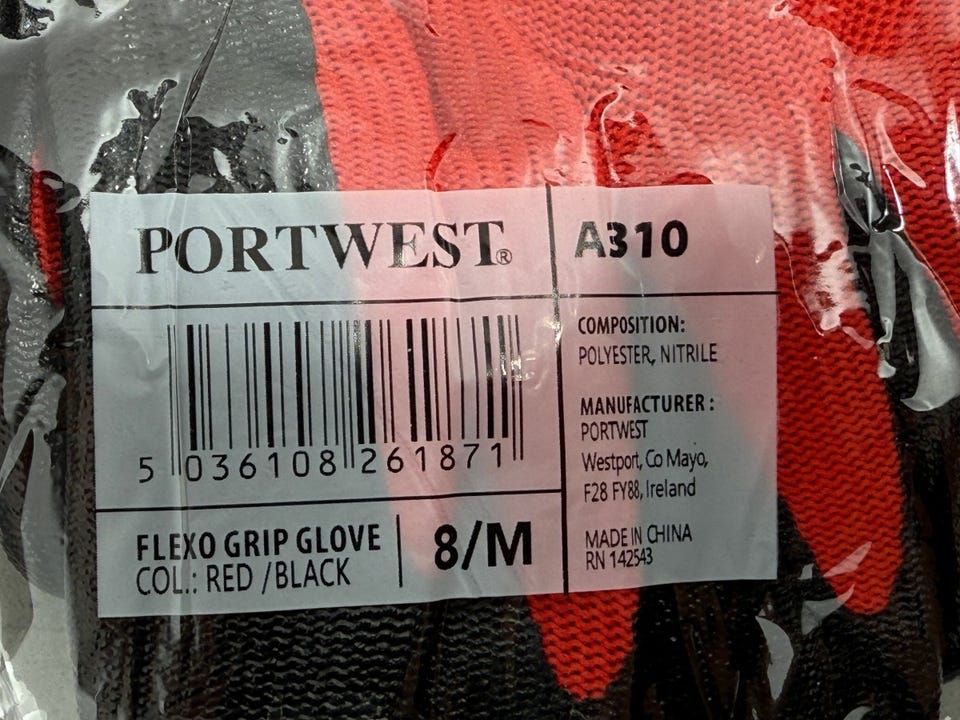 PORTWEST®
A310
5 036108 261871
FLEXO GRIP GLOVE
COL.: RED /BLACK
8/M
COMPOSITION:
POLYESTER, NITRILE
MANUFACTURER :
PORTWEST
Westport, Co Mayo,
F28 FY88, Ireland
MADE IN CHINA
RN 142543